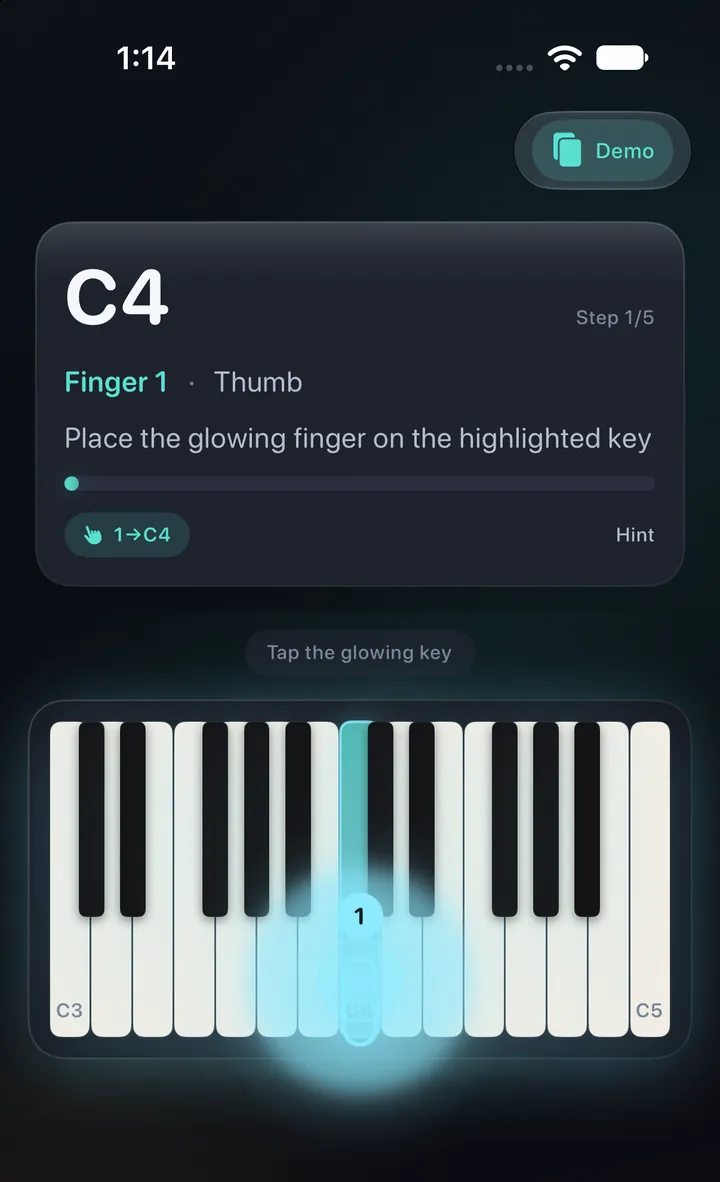 1:14
Demo
C4
Step 1/5
Finger 1 · Thumb
Place the glowing finger on the highlighted key
1→C4
Hint
Tap the glowing key
1
C3
C4
C5